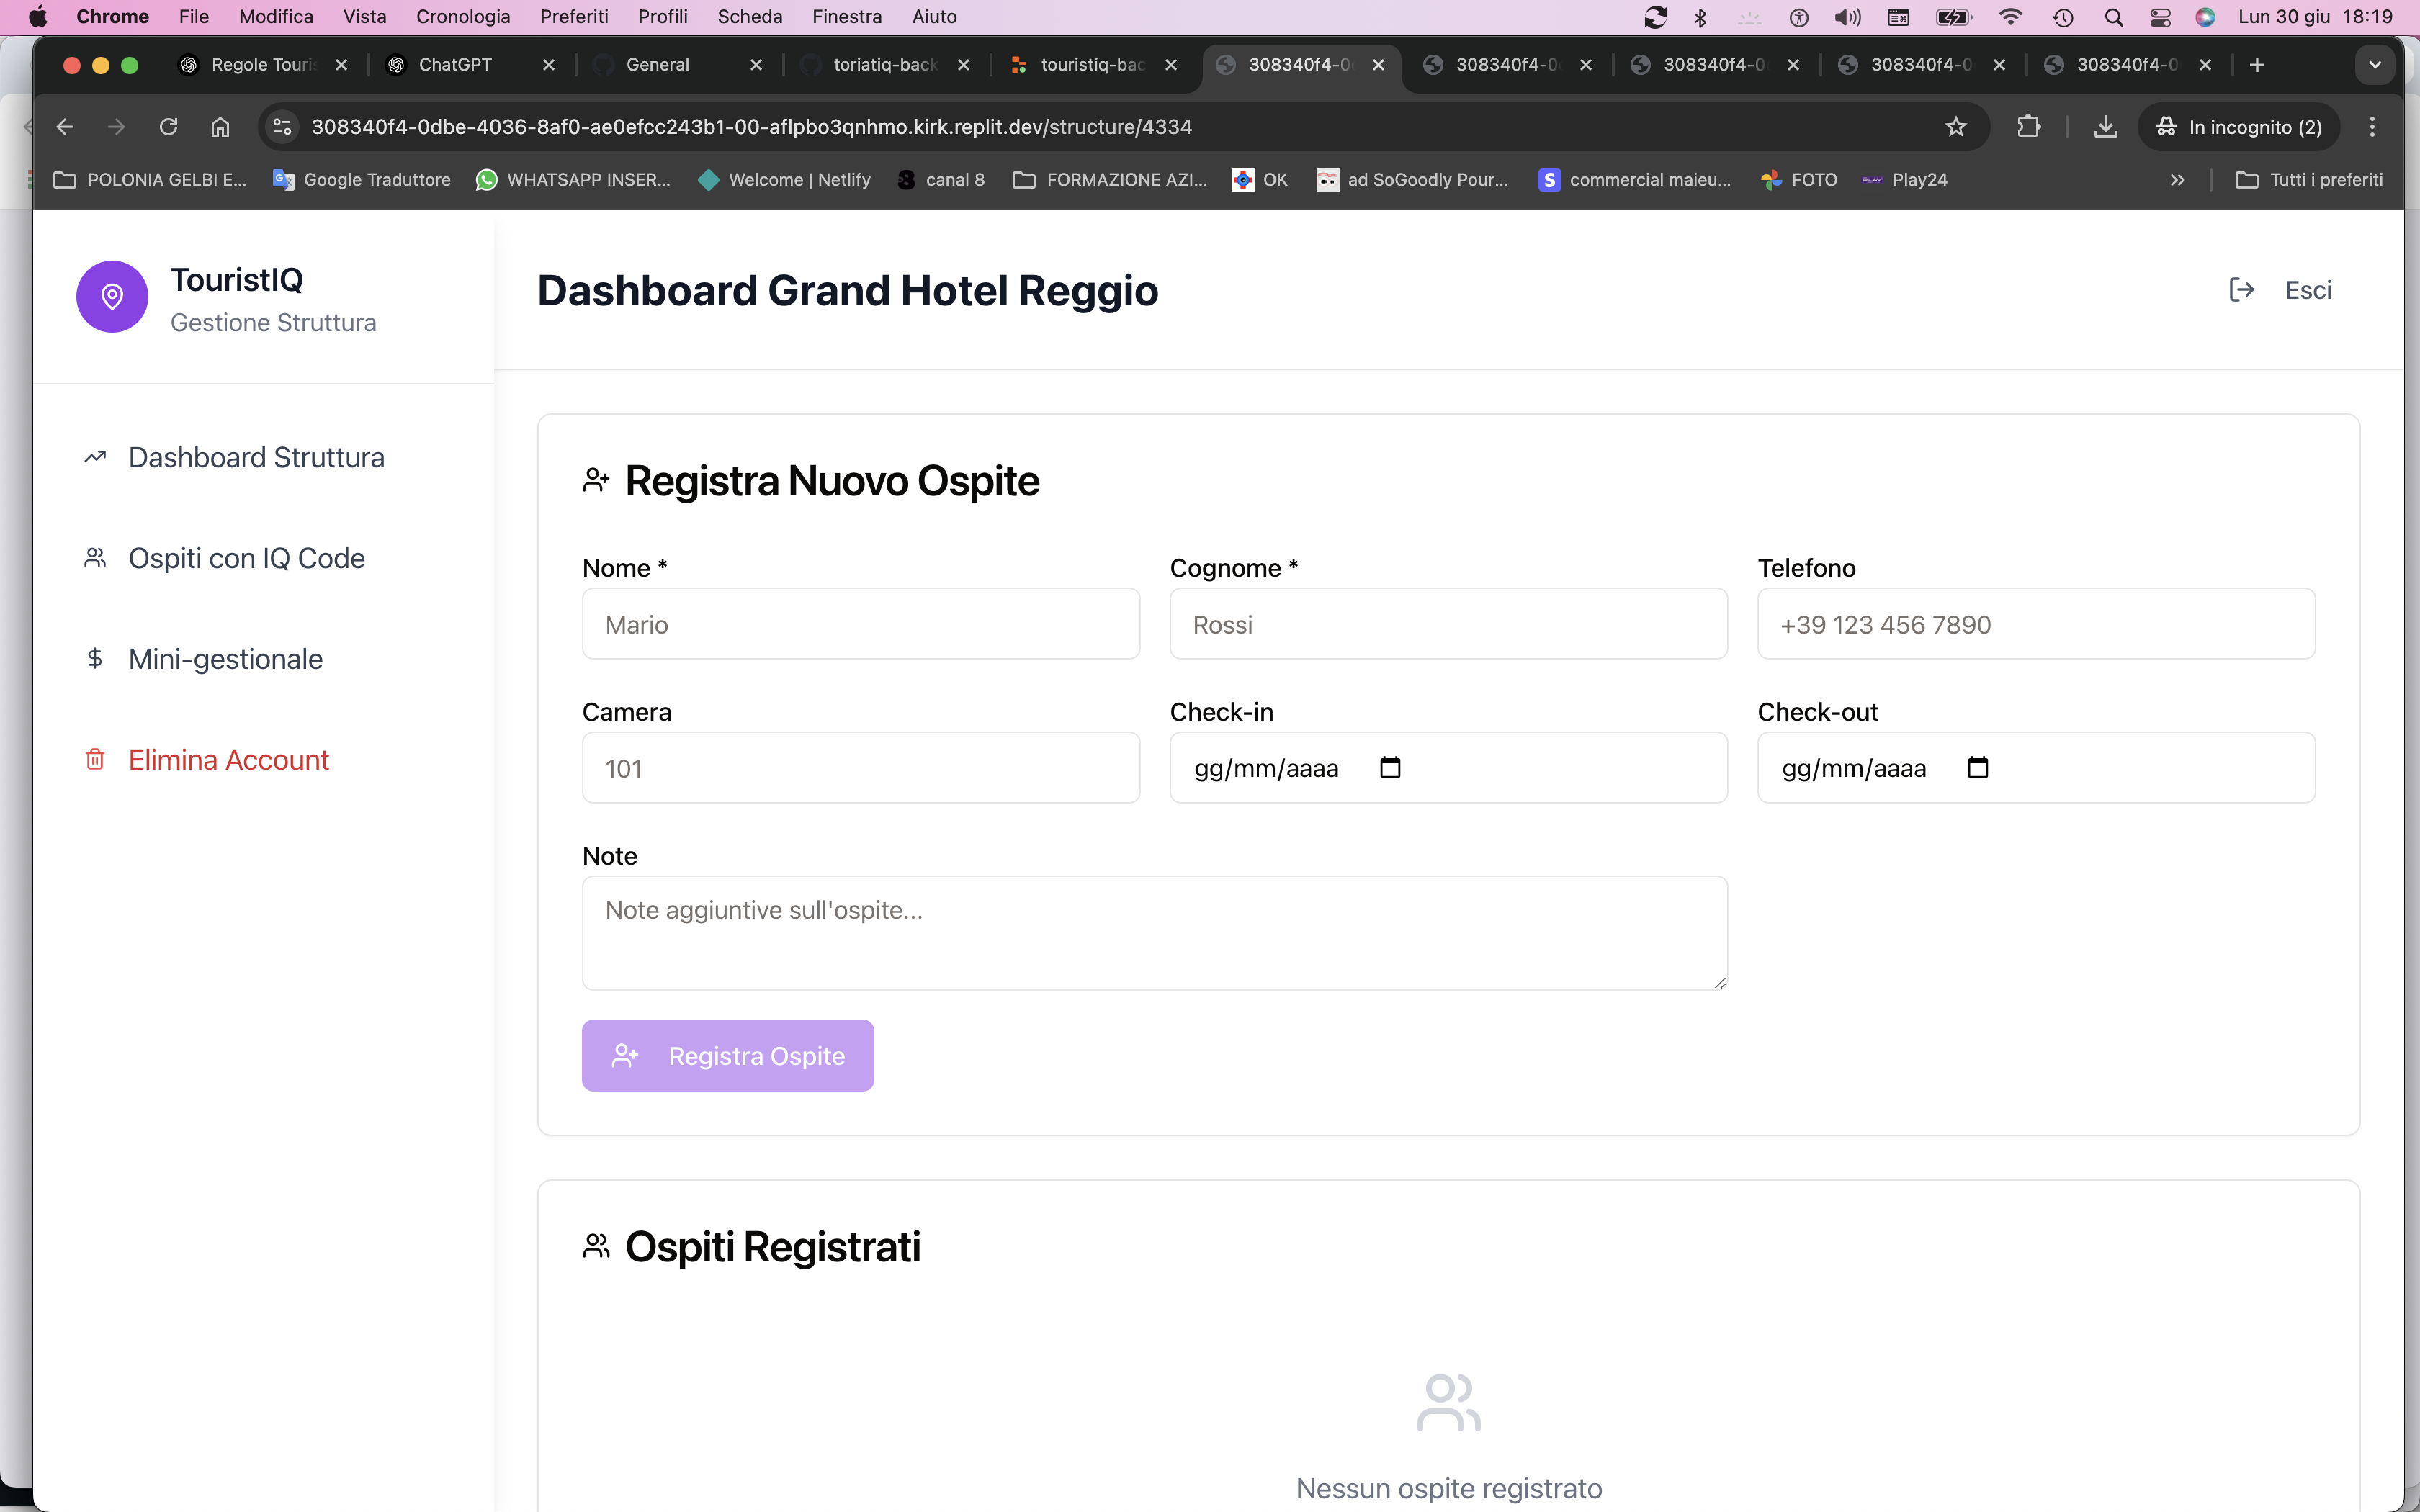 Chrome File Modifica Vista Cronologia Preferiti Profili Scheda Finestra Aiuto Lun 30 giu 18:19
Regole Touris ChatGPT General toriatiq-back touristiq-bac 308340f4-0 308340f4-0 308340f4-0 308340f4-0 308340f4-0
308340f4-0dbe-4036-8af0-ae0efcc243b1-00-aflpbo3qnhmo.kirk.replit.dev/structure/4334 In incognito (2)
POLONIA GELBI E... Google Traduttore WHATSAPP INSER... Welcome | Netlify canal 8 FORMAZIONE AZI... OK ad SoGoodly Pour... commercial maieu... FOTO Play24 Tutti i preferiti
TouristIQ
Gestione Struttura
Dashboard Struttura
Ospiti con IQ Code
Mini-gestionale
Elimina Account
Dashboard Grand Hotel Reggio
Esci
Registra Nuovo Ospite
Nome * Cognome * Telefono
Mario Rossi +39 123 456 7890
Camera Check-in Check-out
101 gg/mm/aaaa gg/mm/aaaa
Note
Note aggiuntive sull'ospite...
Registra Ospite
Ospiti Registrati
Nessun ospite registrato